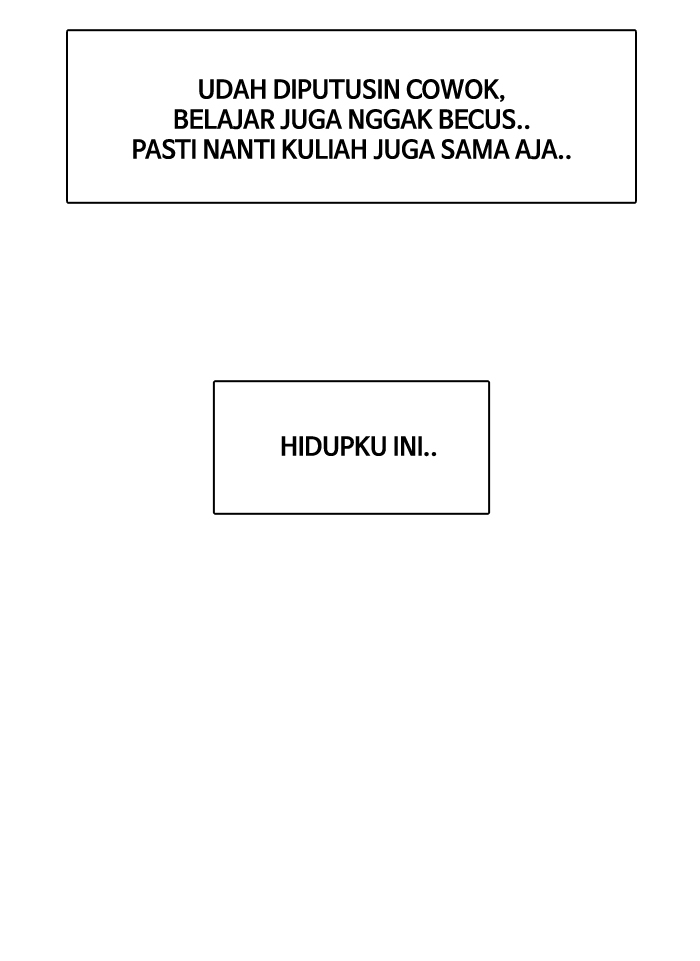 UDAH DIPUTUSIN COWOK,
BELAJAR JUGA NGGAK BECUS..
PASTI NANTI KULIAH JUGA SAMA AJA..
HIDUPKU INI..